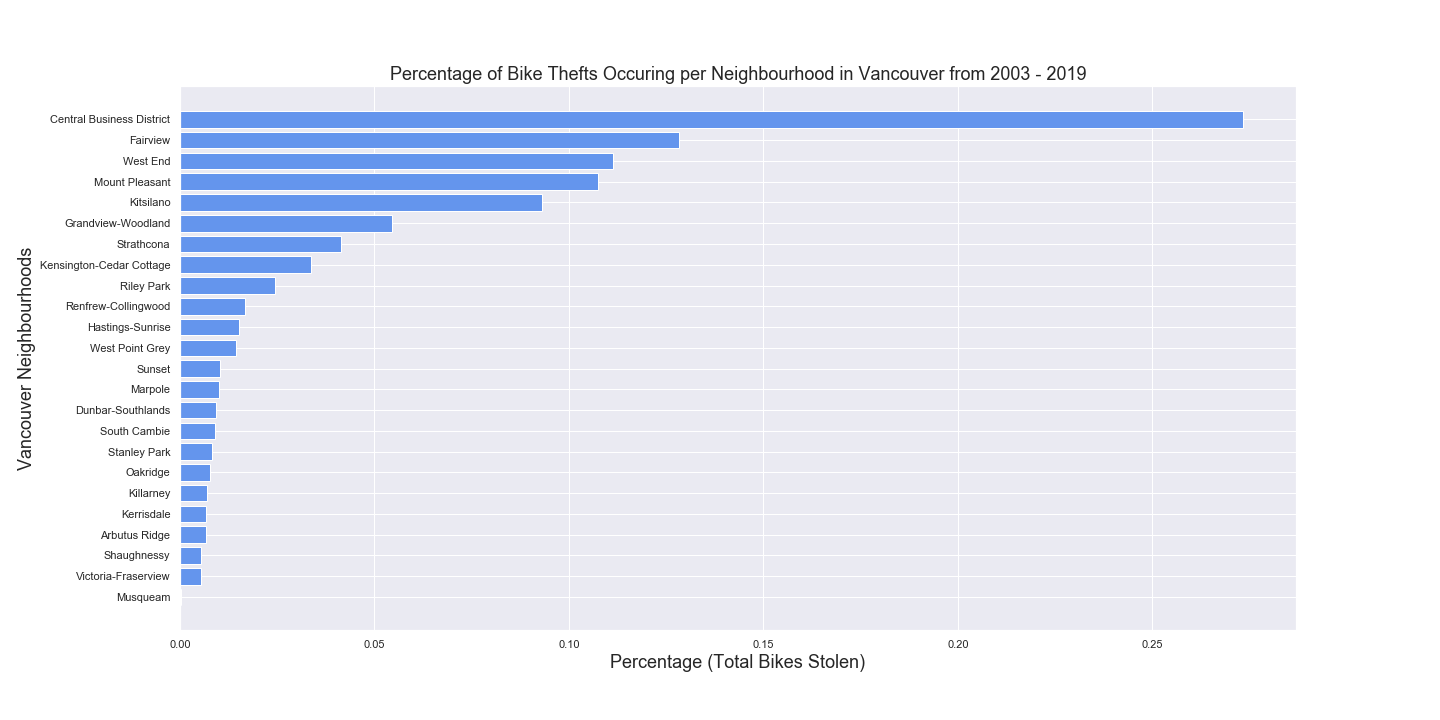 Percentage of Bike Thefts Occuring per Neighbourhood in Vancouver from 2003 - 2019
Vancouver Neighbourhoods
Central Business District
Fairview
West End
Mount Pleasant
Kitsilano
Grandview-Woodland
Strathcona
Kensington-Cedar Cottage
Riley Park
Renfrew-Collingwood
Hastings-Sunrise
West Point Grey
Sunset
Marpole
Dunbar-Southlands
South Cambie
Stanley Park
Oakridge
Killarney
Kerrisdale
Arbutus Ridge
Shaughnessy
Victoria-Fraserview
Musqueam
0.00 0.05 0.10 0.15 0.20 0.25
Percentage (Total Bikes Stolen)